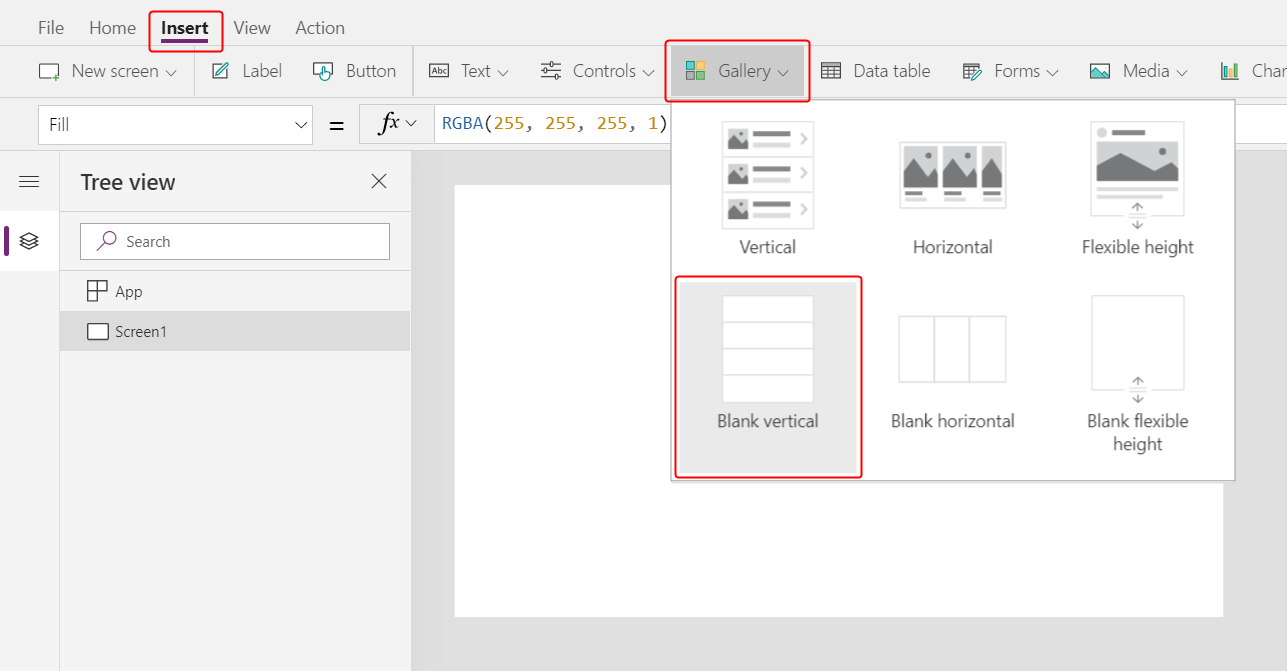 File Home Insert View Action
New screen Label Button Abc Text Controls Gallery Data table Forms Media
Fill = fx RGBA(255, 255, 255, 1)
Tree view
Search
App
Screen1
Vertical Horizontal Flexible height
Blank vertical Blank horizontal Blank flexible
height